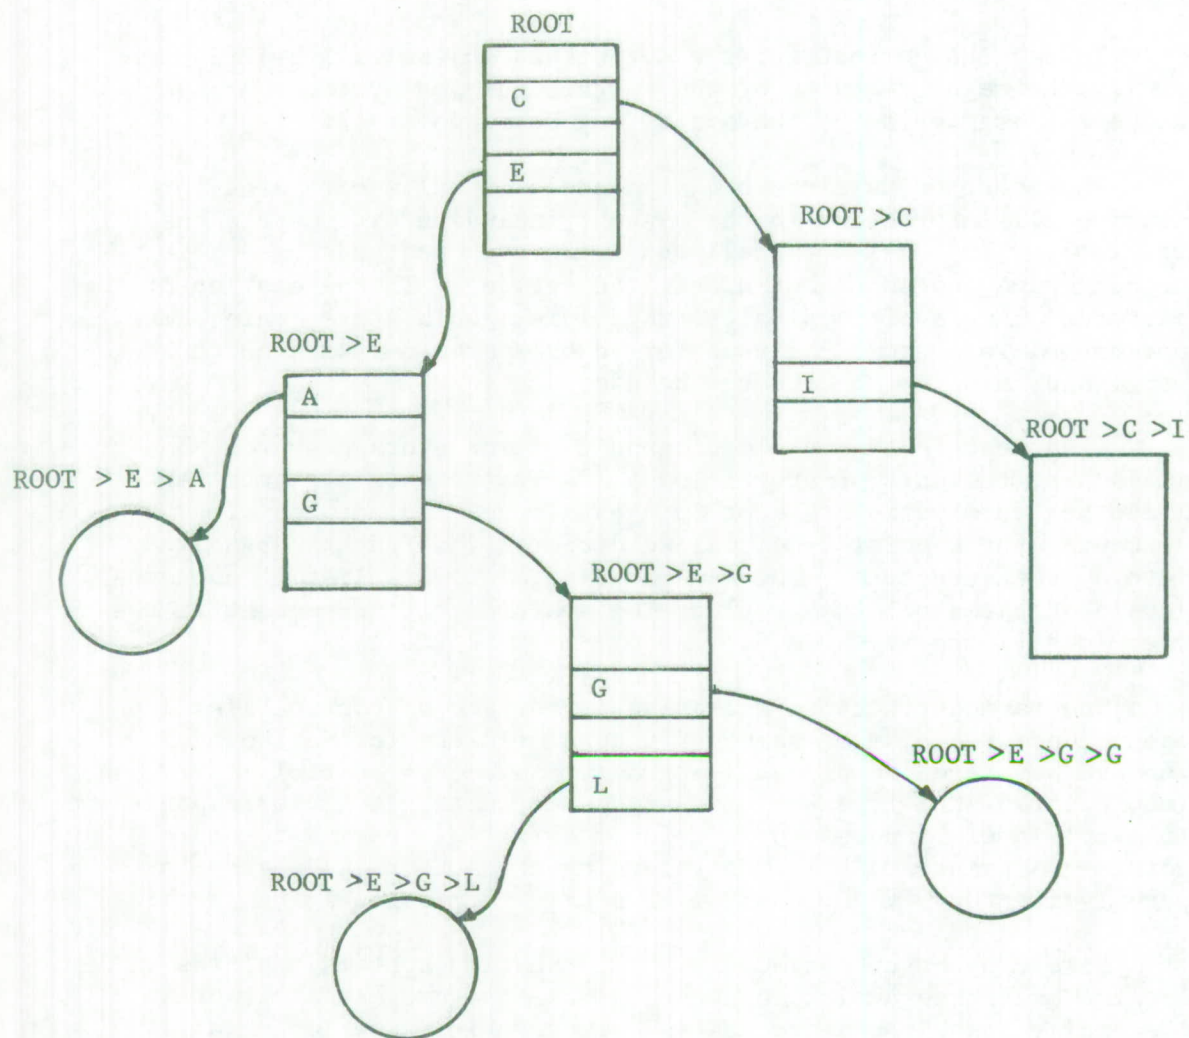 ROOT
C
E
ROOT >C
ROOT >E
A
I
ROOT >C >I
ROOT > E > A
G
ROOT >E >G
G
ROOT >E >G >G
L
ROOT >E >G >L